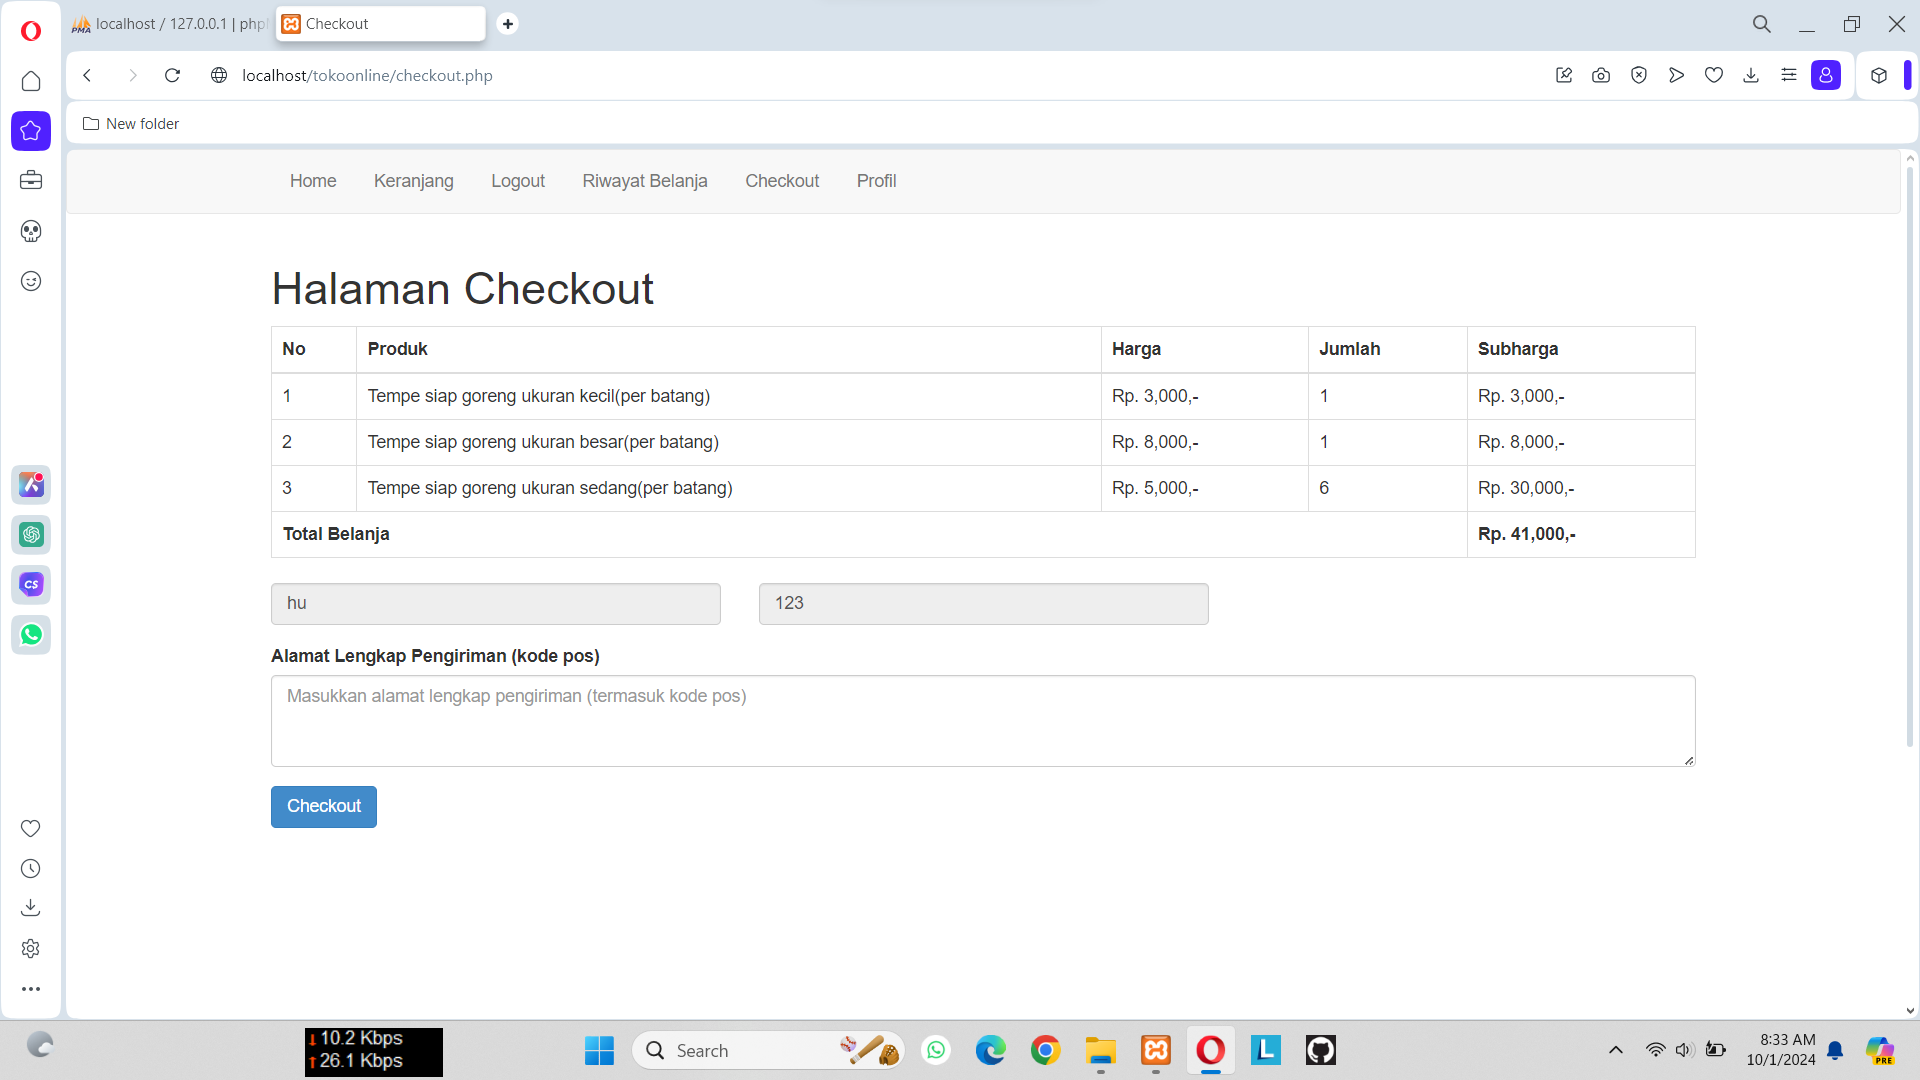 localhost / 127.0.0.1 | php
Checkout
localhost/tokoonline/checkout.php
New folder
Home Keranjang Logout Riwayat Belanja Checkout Profil
Halaman Checkout
No Produk Harga Jumlah Subharga
1 Tempe siap goreng ukuran kecil(per batang) Rp. 3,000,- 1 Rp. 3,000,-
2 Tempe siap goreng ukuran besar(per batang) Rp. 8,000,- 1 Rp. 8,000,-
3 Tempe siap goreng ukuran sedang(per batang) Rp. 5,000,- 6 Rp. 30,000,-
Total Belanja Rp. 41,000,-
hu 123
Alamat Lengkap Pengiriman (kode pos)
Masukkan alamat lengkap pengiriman (termasuk kode pos)
Checkout
PMA
CS
10.2 Kbps
26.1 Kbps
Search
L
8:33 AM
10/1/2024
PRE